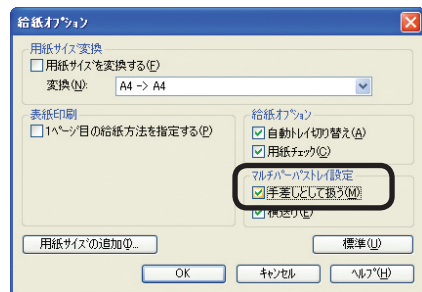 給紙オプション
用紙サイズ変換
用紙サイズを変換する(F)
変換(N): A4 -> A4
表紙印刷
1ページ目の給紙方法を指定する(P)
給紙オプション
自動トレイ切り替え(A)
用紙チェック(C)
マルチパーパストレイ設定
手差しとして扱う(M)
横送り(E)
用紙サイズの追加(I)...
標準(U)
OK
キャンセル
ヘルプ(H)